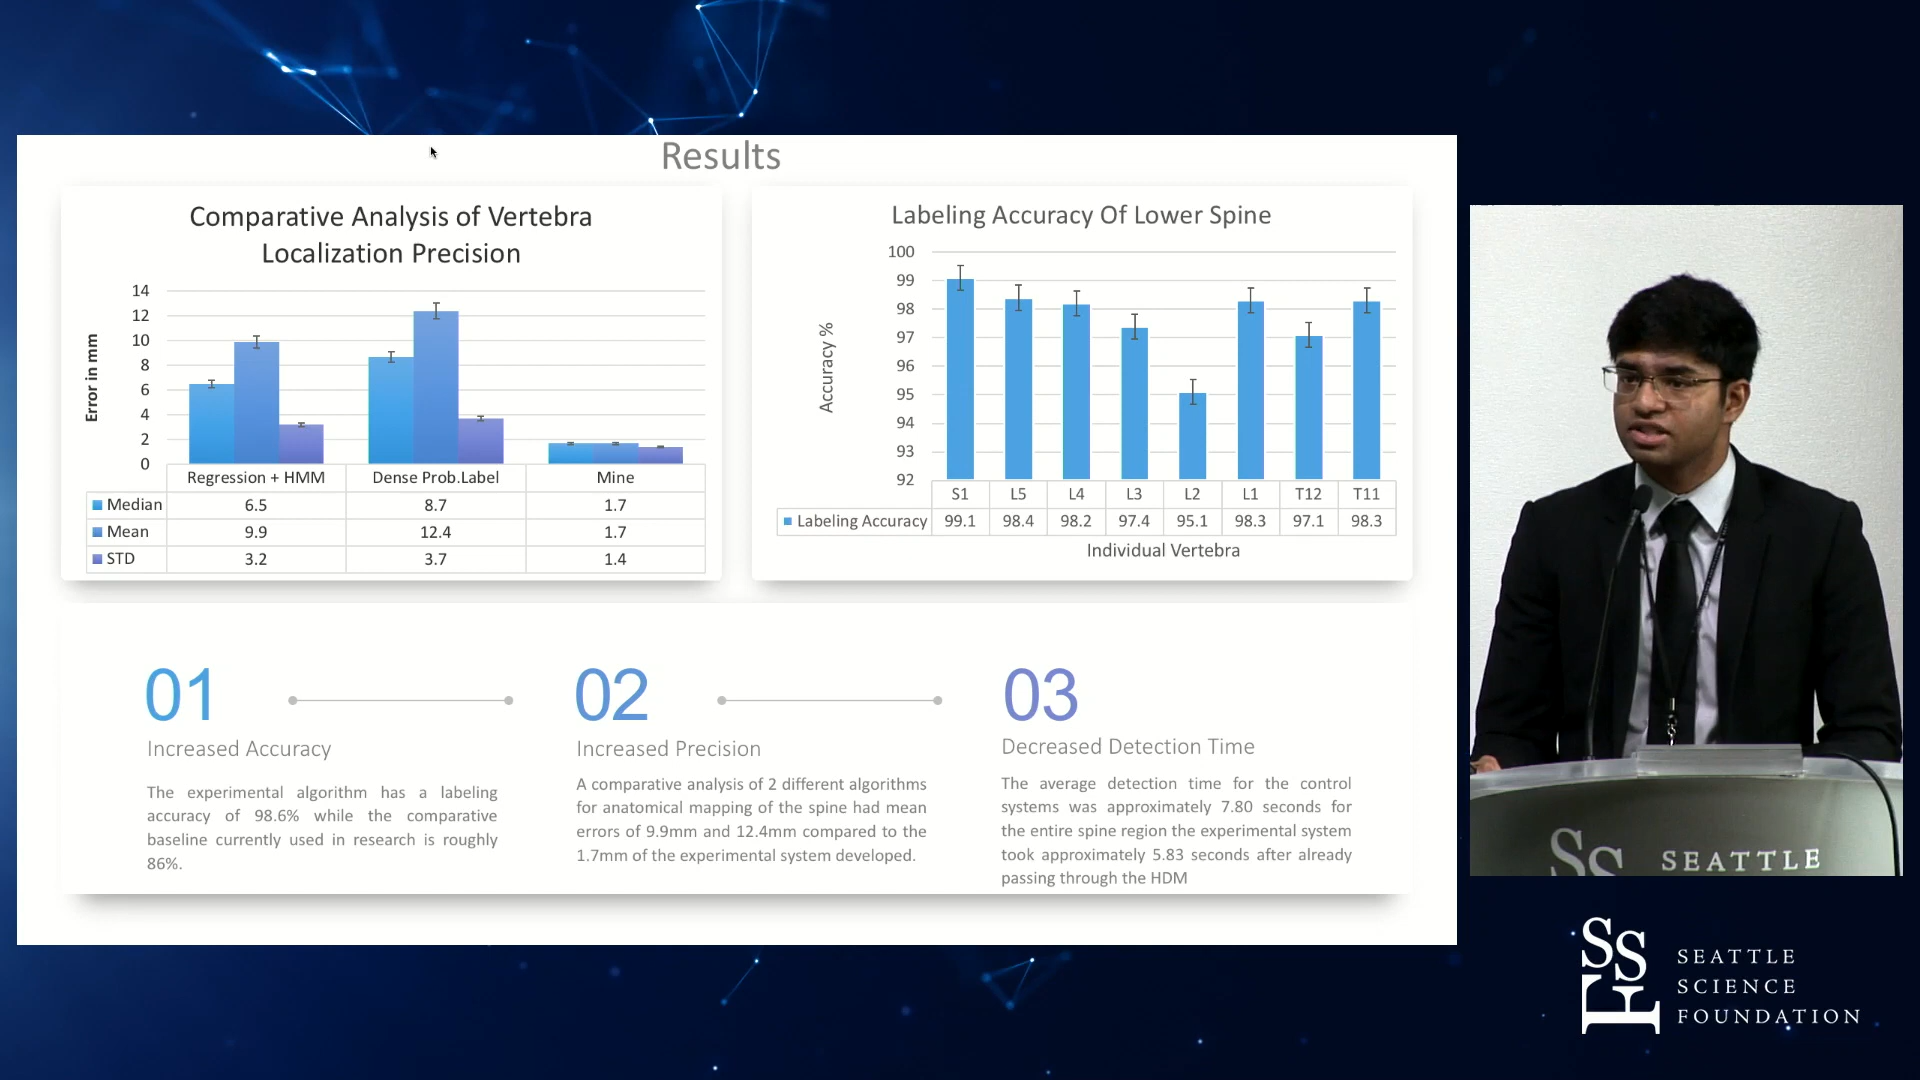 Results
Comparative Analysis of Vertebra
Localization Precision
14
12
10
8
6
4
2
0
Error in mm
Regression + HMM Dense Prob.Label Mine
Median 6.5 8.7 1.7
Mean 9.9 12.4 1.7
STD 3.2 3.7 1.4
Labeling Accuracy Of Lower Spine
100
99
98
97
96
95
94
93
92
Accuracy %
S1 L5 L4 L3 L2 L1 T12 T11
Labeling Accuracy 99.1 98.4 98.2 97.4 95.1 98.3 97.1 98.3
Individual Vertebra
01
Increased Accuracy
The experimental algorithm has a labeling
accuracy of 98.6% while the comparative
baseline currently used in research is roughly
86%.
02
Increased Precision
A comparative analysis of 2 different algorithms
for anatomical mapping of the spine had mean
errors of 9.9mm and 12.4mm compared to the
1.7mm of the experimental system developed.
03
Decreased Detection Time
The average detection time for the control
systems was approximately 7.80 seconds for
the entire spine region the experimental system
took approximately 5.83 seconds after already
passing through the HDM
SS SEATTLE
SSF
SEATTLE
SCIENCE
FOUNDATION